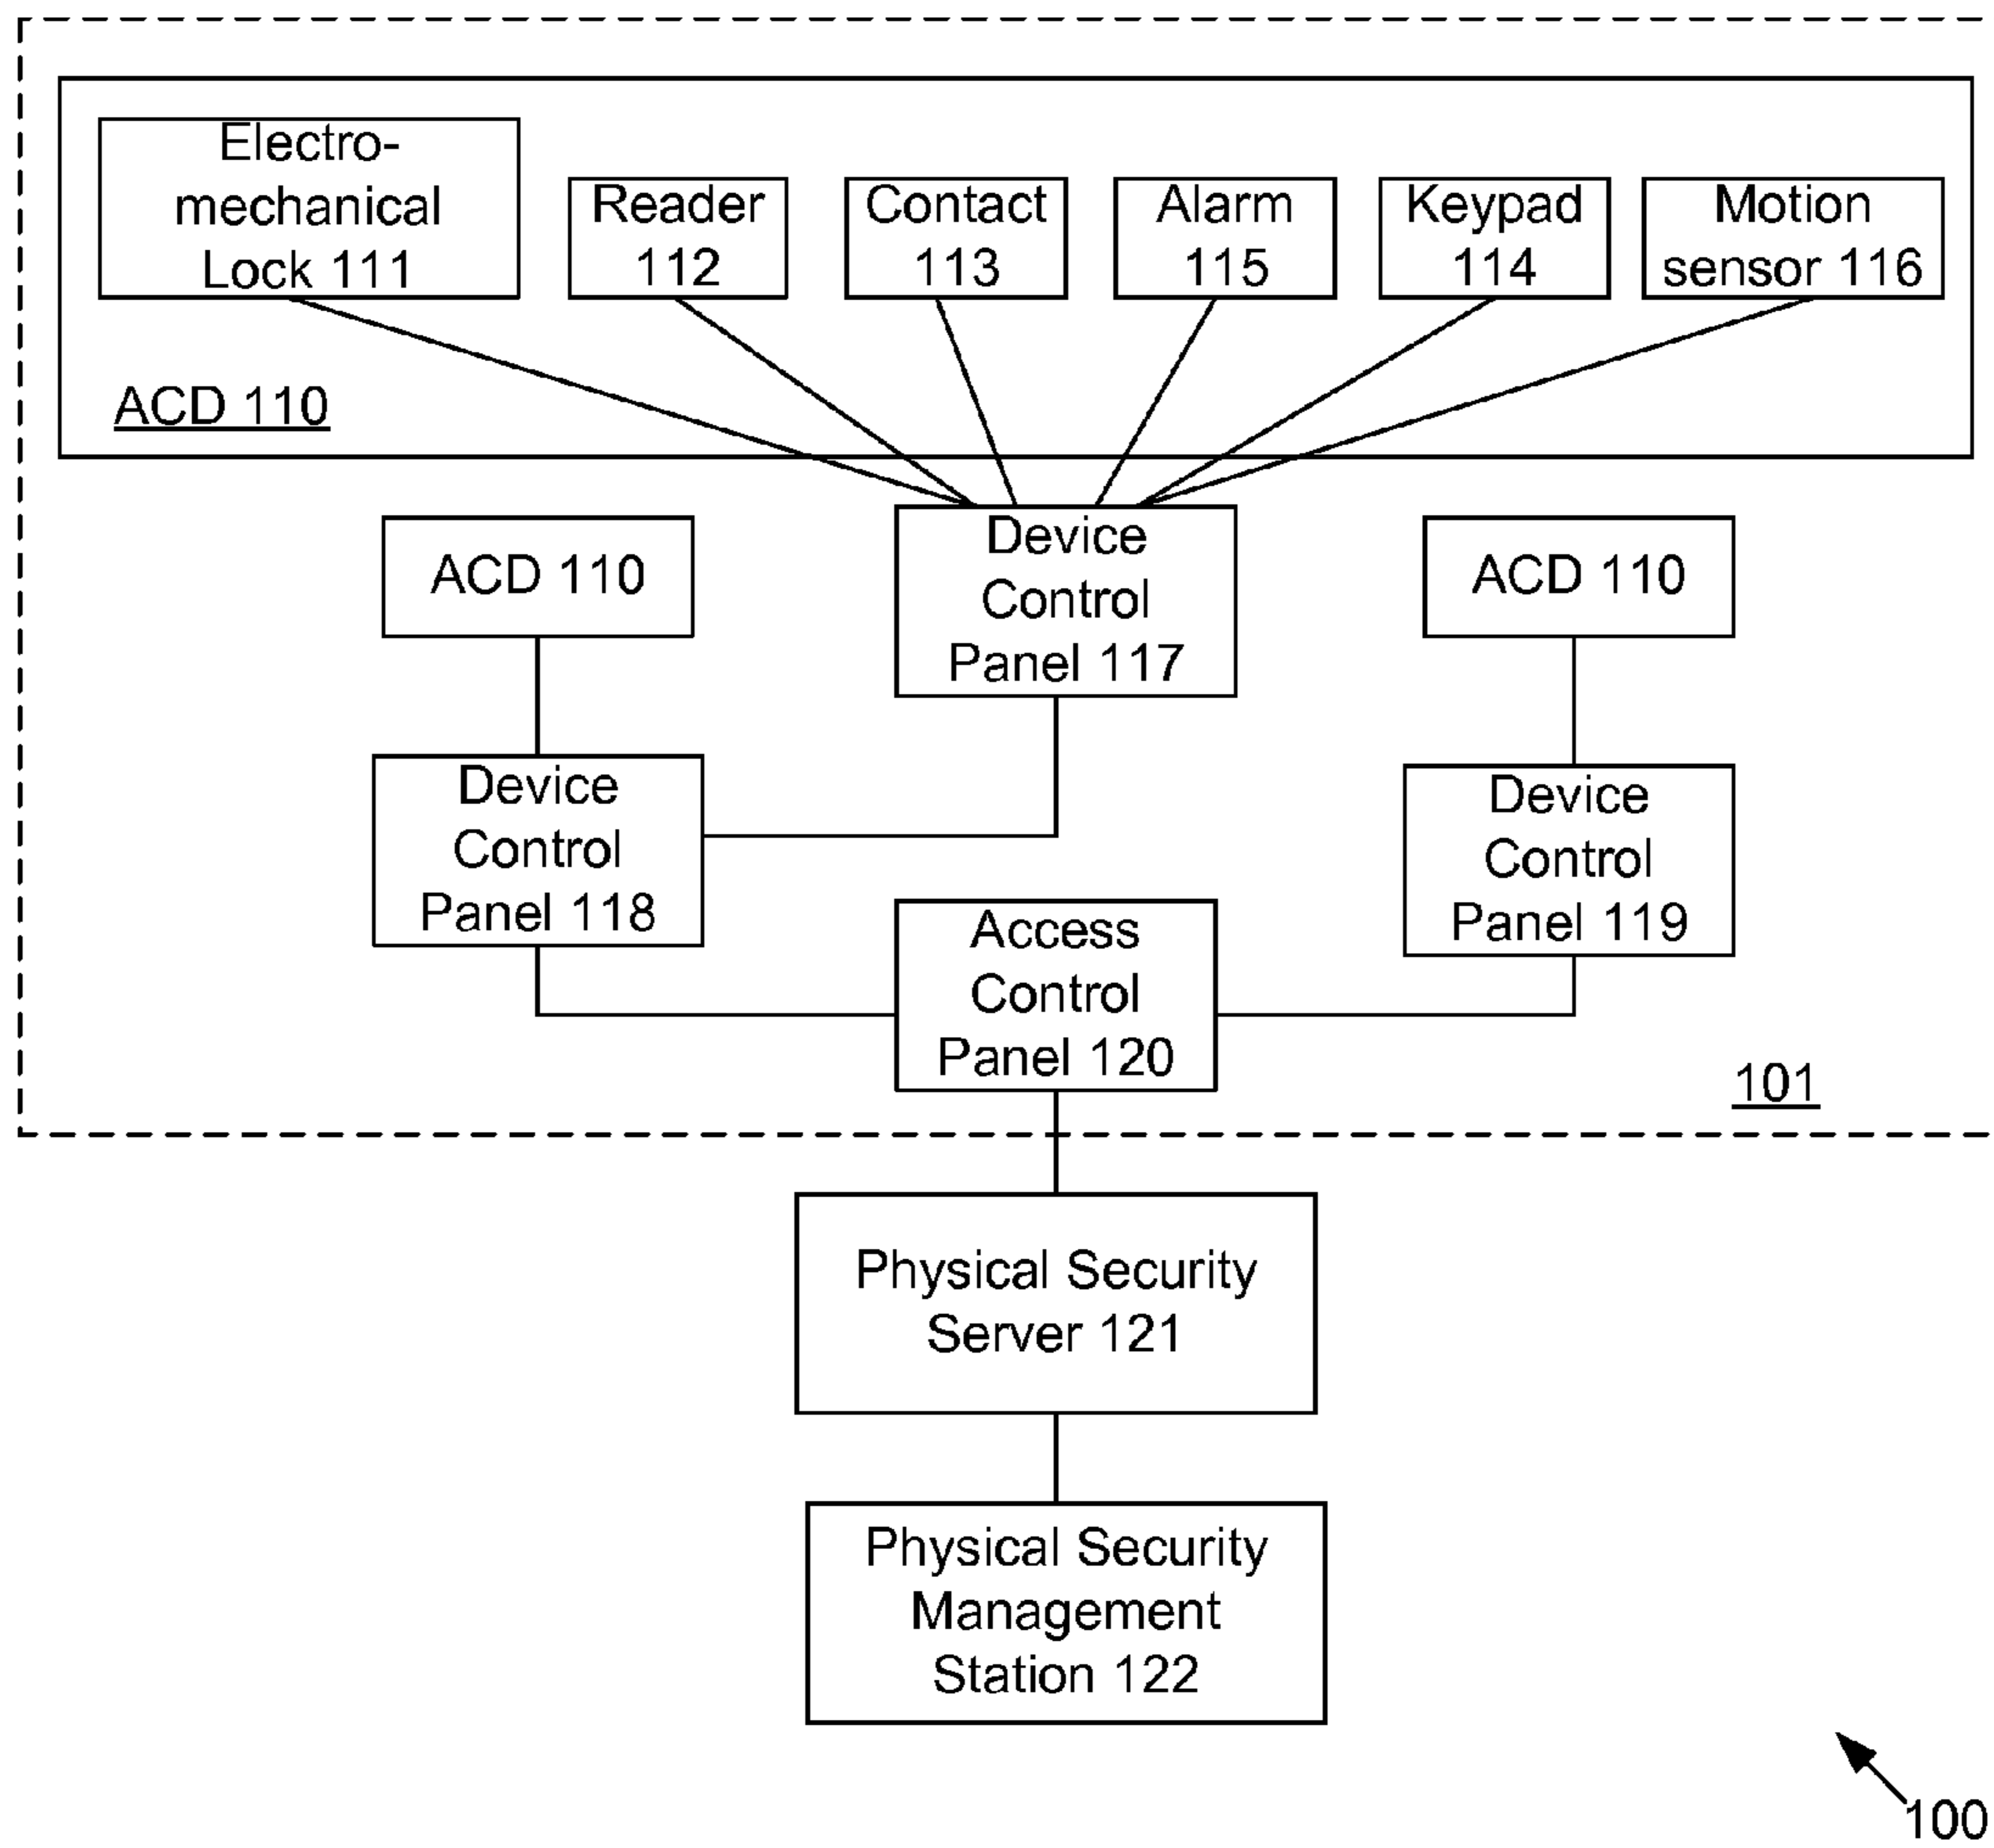 Electro-
mechanical
Lock 111
Reader
112
Contact
113
Alarm
115
Keypad
114
Motion
sensor 116
ACD 110
ACD 110
Device
Control
Panel 117
ACD 110
Device
Control
Panel 118
Device
Control
Panel 119
Access
Control
Panel 120
101
Physical Security
Server 121
Physical Security
Management
Station 122
100